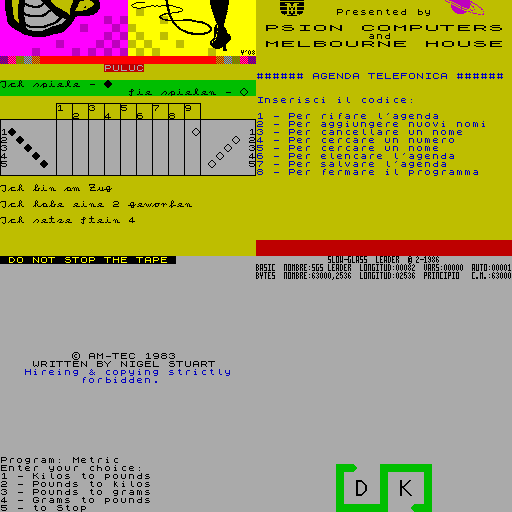 Y'08
PULUC
Ich spiele -
Sie spielen -
1 3 5 7 9
2 4 6 8
1 1
2 2
3 3
4 4
5 5
Ich bin am Zug
Ich habe eine 2 geworfen
Ich setze Stein 4
Presented by
PSION COMPUTERS
and
MELBOURNE HOUSE
###### AGENDA TELEFONICA ######
Inserisci il codice:
1 - Per rifare l'agenda
2 - Per aggiungere nuovi nomi
3 - Per cancellare un nome
4 - Per cercare un numero
5 - Per cercare un nome
6 - Per elencare l'agenda
7 - Per salvare l'agenda
8 - Per fermare il programma
DO NOT STOP THE TAPE
© AM-TEC 1983
WRITTEN BY NIGEL STUART
Hireing & copying strictly
forbidden.
Program: Metric
Enter your choice:
1 - Kilos to pounds
2 - Pounds to Kilos
3 - Pounds to grams
4 - Grams to pounds
5 - to Stop
SLOW-GLASS LEADER @ 2-1986
BASIC NOMBRE:SG5 LEADER LONGITUD:00082 VARS:00000 AUTO:00001
BYTES NOMBRE:63000,2536 LONGITUD:02536 PRINCIPIO C.M.:63000
D K